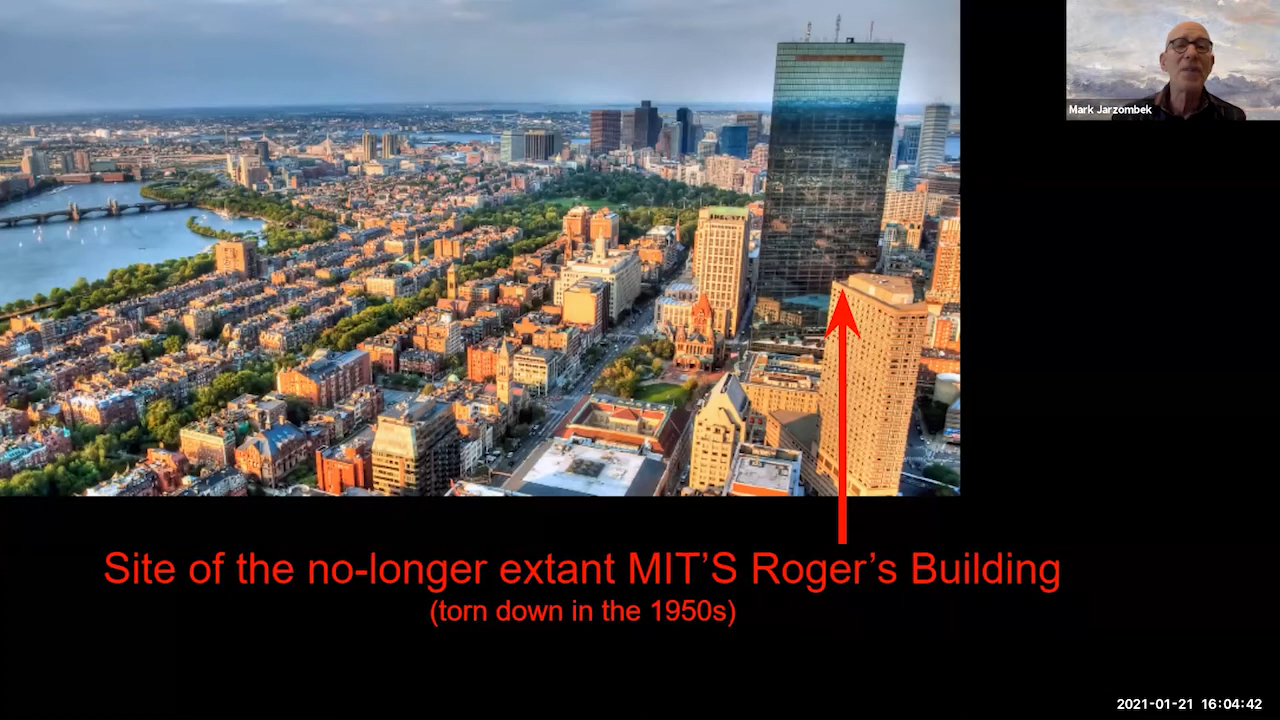 Mark Jarzombek
Site of the no-longer extant MIT’S Roger’s Building
(torn down in the 1950s)
2021-01-21 16:04:42